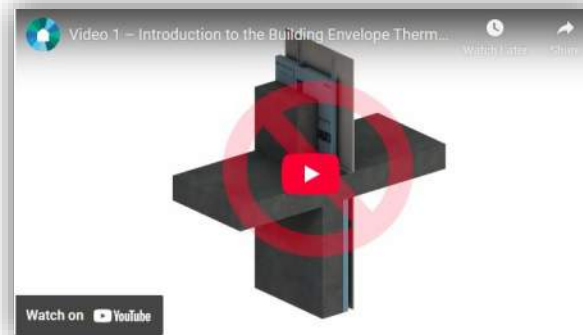 Video 1 – Introduction to the Building Envelope Therm...
Watch Later
Share
Watch on YouTube